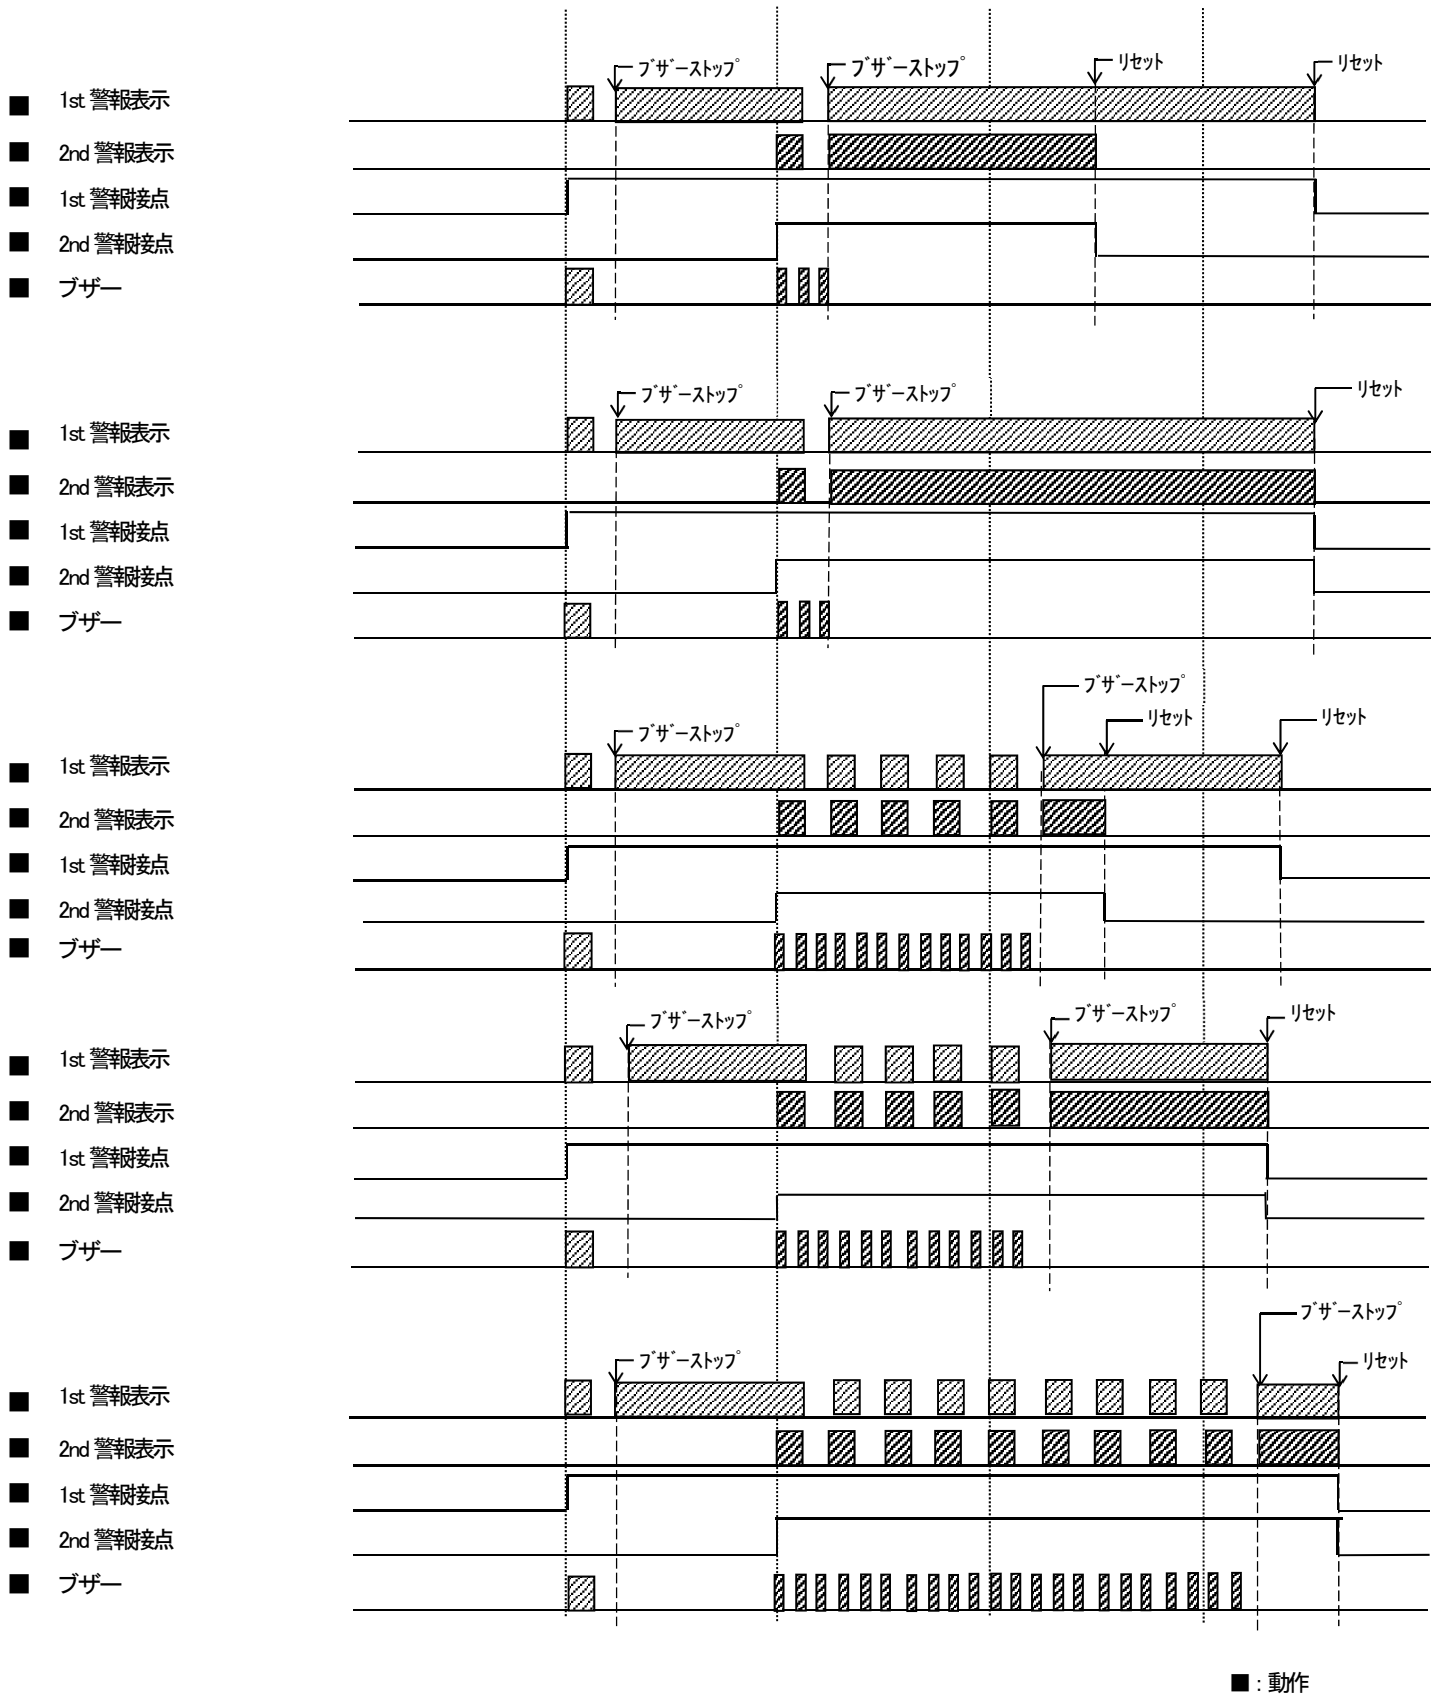 ﾌﾞｻﾞｰｽﾄｯﾌﾟ ﾌﾞｻﾞｰｽﾄｯﾌﾟ ﾘｾｯﾄ ﾘｾｯﾄ
■ 1st 警報表示
■ 2nd 警報表示
■ 1st 警報接点
■ 2nd 警報接点
■ ブザー
ﾌﾞｻﾞｰｽﾄｯﾌﾟ ﾌﾞｻﾞｰｽﾄｯﾌﾟ ﾘｾｯﾄ
■ 1st 警報表示
■ 2nd 警報表示
■ 1st 警報接点
■ 2nd 警報接点
■ ブザー
ﾌﾞｻﾞｰｽﾄｯﾌﾟ
ﾌﾞｻﾞｰｽﾄｯﾌﾟ ﾘｾｯﾄ ﾘｾｯﾄ
■ 1st 警報表示
■ 2nd 警報表示
■ 1st 警報接点
■ 2nd 警報接点
■ ブザー
ﾌﾞｻﾞｰｽﾄｯﾌﾟ ﾌﾞｻﾞｰｽﾄｯﾌﾟ ﾘｾｯﾄ
■ 1st 警報表示
■ 2nd 警報表示
■ 1st 警報接点
■ 2nd 警報接点
■ ブザー
ﾌﾞｻﾞｰｽﾄｯﾌﾟ
ﾌﾞｻﾞｰｽﾄｯﾌﾟ ﾘｾｯﾄ
■ 1st 警報表示
■ 2nd 警報表示
■ 1st 警報接点
■ 2nd 警報接点
■ ブザー
■：動作